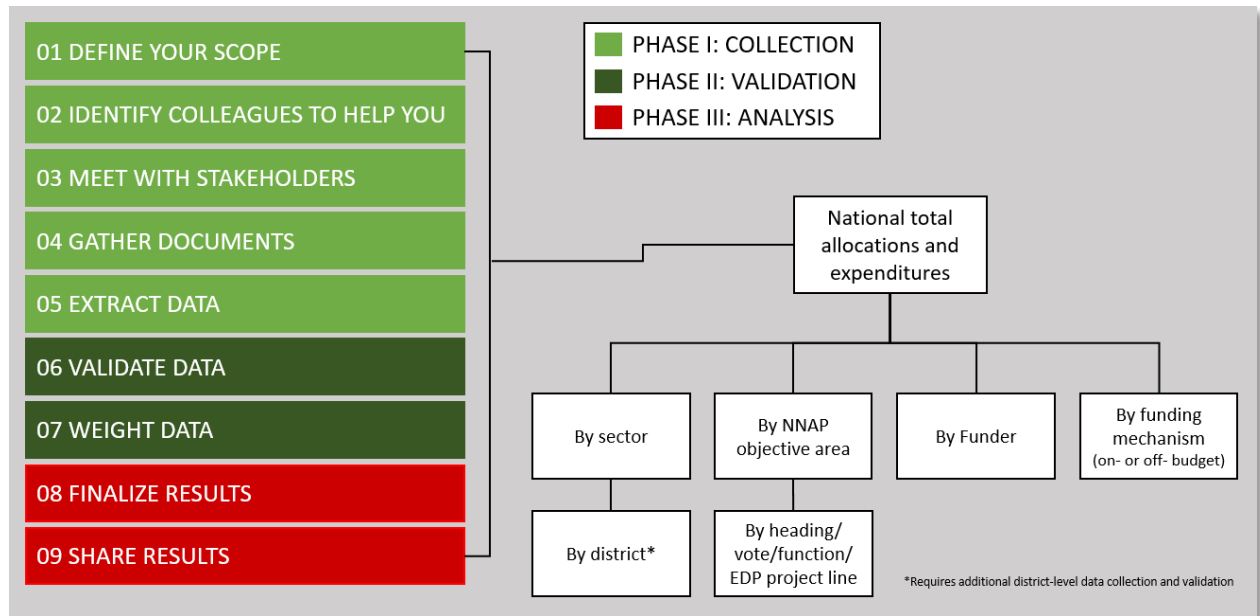 01 DEFINE YOUR SCOPE
02 IDENTIFY COLLEAGUES TO HELP YOU
03 MEET WITH STAKEHOLDERS
04 GATHER DOCUMENTS
05 EXTRACT DATA
06 VALIDATE DATA
07 WEIGHT DATA
08 FINALIZE RESULTS
09 SHARE RESULTS
PHASE I: COLLECTION
PHASE II: VALIDATION
PHASE III: ANALYSIS
National total
allocations and
expenditures
By sector
By NNAP
objective area
By Funder
By funding
mechanism
(on- or off- budget)
By district*
By heading/
vote/function/
EDP project line
*Requires additional district-level data collection and validation